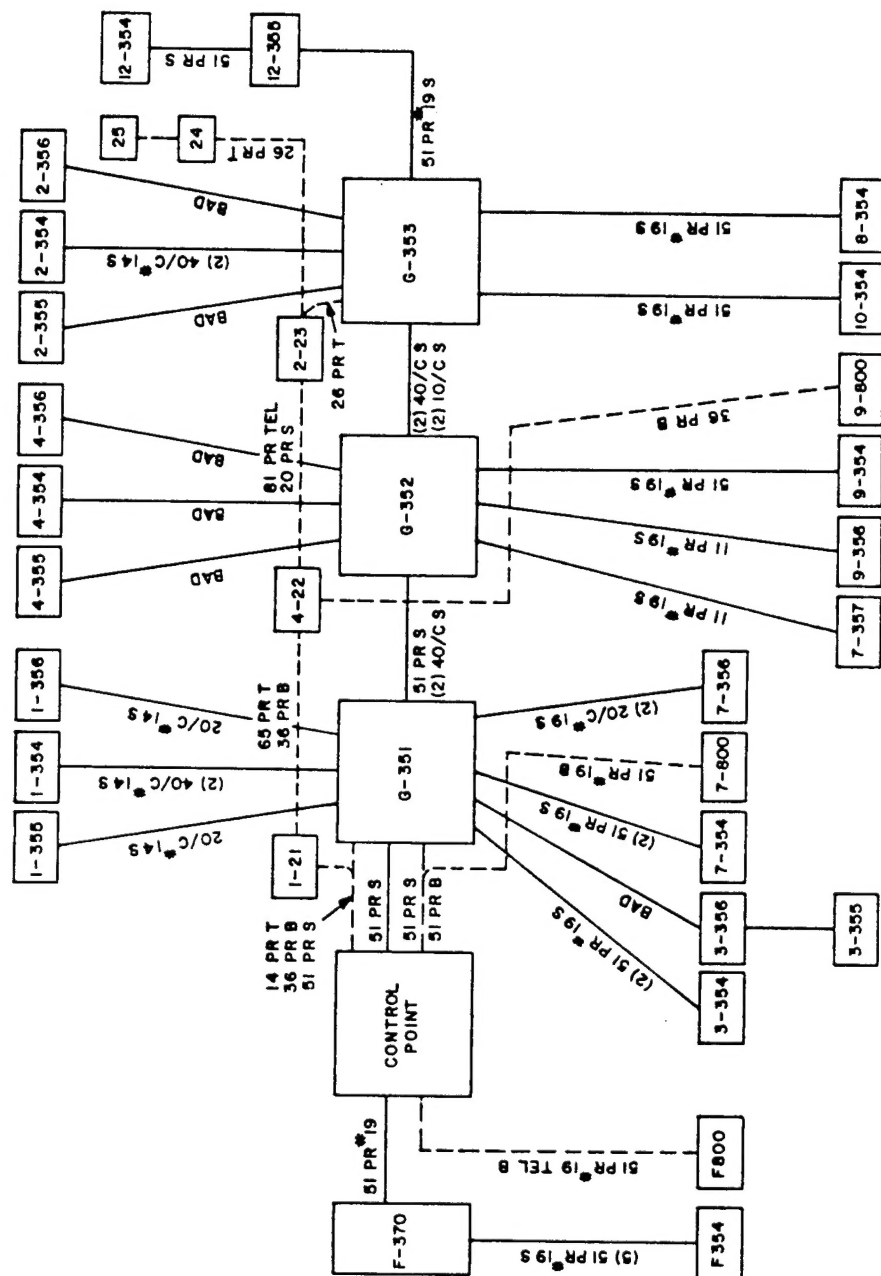 12-354
51 PR S
12-355
51 PR #19 S
25
24
26 PR T
2-356
2-354
2-355
BAD
(2) 40/C #14 S
BAD
G-353
2-23
26 PR T
51 PR #19 S
51 PR #19 S
8-354
10-354
(2) 40/C S
(2) 10/C S
4-356
4-354
4-355
BAD
BAD
BAD
81 PR TEL
20 PR S
G-352
4-22
36 PR B
51 PR #19 S
11 PR #19 S
11 PR #19 S
9-800
9-354
9-356
7-357
51 PR S
(2) 40/C S
1-356
1-354
1-355
20/C #14 S
(2) 40/C #14 S
20/C #14 S
65 PR T
36 PR B
G-351
1-21
(2) 20/C #19 S
51 PR #19 B
(2) 51 PR #19 S
BAD
(2) 51 PR #19 S
7-356
7-800
7-354
3-356
3-354
3-355
14 PR T
36 PR B
51 PR S
51 PR S
51 PR S
51 PR B
CONTROL
POINT
51 PR #19
51 PR #19 TEL B
F800
F-370
(5) 51 PR #19 S
F354